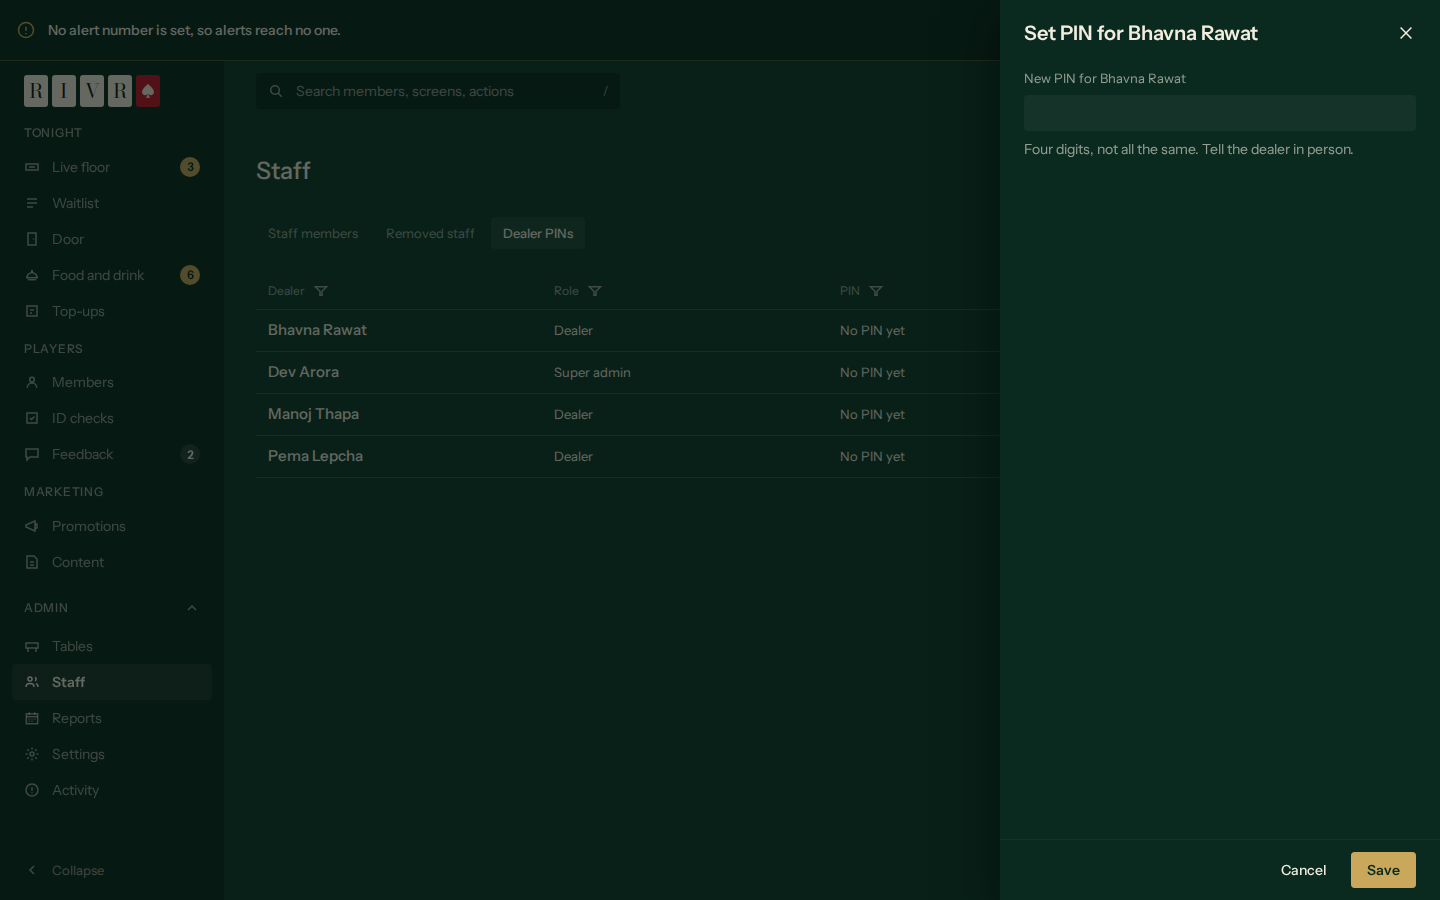 No alert number is set, so alerts reach no one.
R I V R
Search members, screens, actions /
TONIGHT
Live floor 3
Waitlist
Door
Food and drink 6
Top-ups
PLAYERS
Members
ID checks
Feedback 2
MARKETING
Promotions
Content
ADMIN
Tables
Staff
Reports
Settings
Activity
Collapse
Staff
Staff members Removed staff Dealer PINs
Dealer Role PIN
Bhavna Rawat Dealer No PIN yet
Dev Arora Super admin No PIN yet
Manoj Thapa Dealer No PIN yet
Pema Lepcha Dealer No PIN yet
Set PIN for Bhavna Rawat
New PIN for Bhavna Rawat
Four digits, not all the same. Tell the dealer in person.
Cancel Save